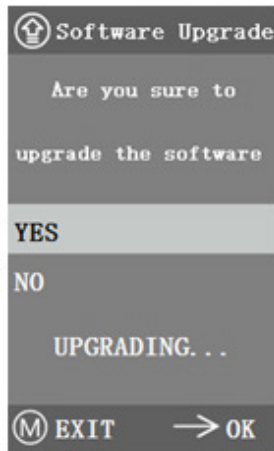 Software Upgrade
Are you sure to
upgrade the software
YES
NO
UPGRADING...
M EXIT → OK